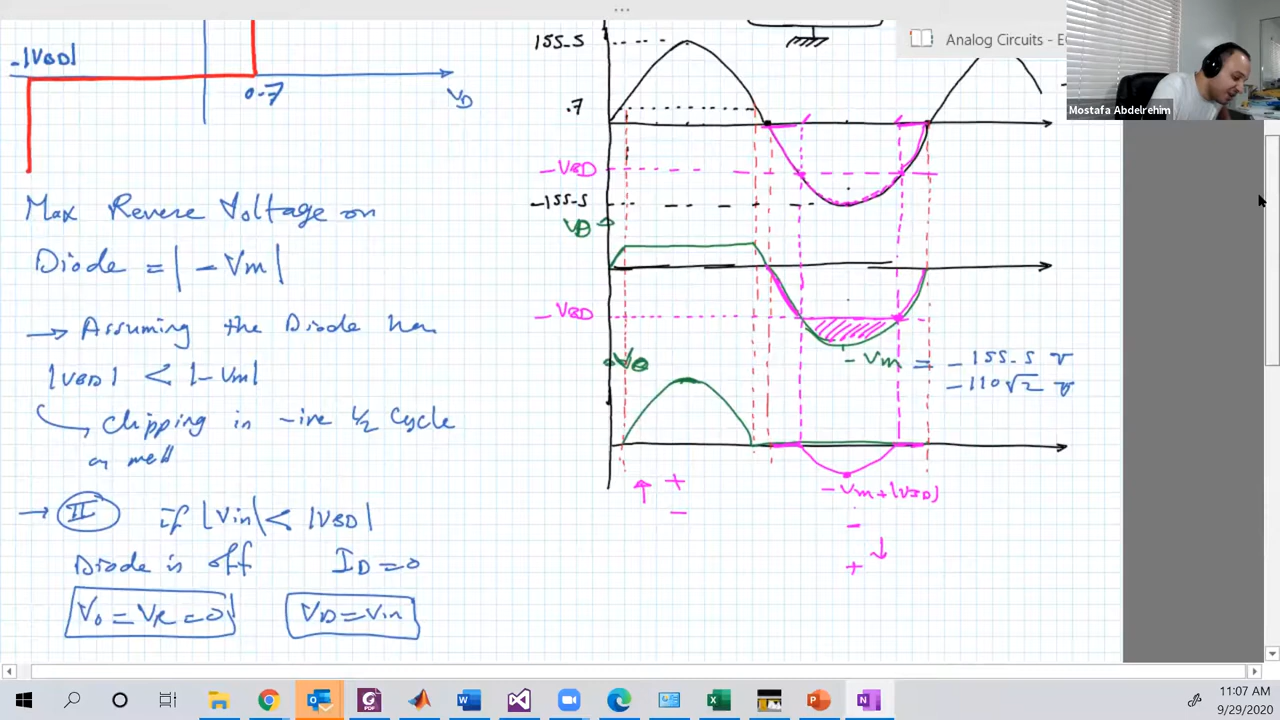 -|VBD|
0.7
VD
Max Reverse Voltage on
Diode = |-Vm|
→ Assuming the Diode has
|VBD| < |-Vm|
Clipping in -ive 1/2 Cycle
as well
→ II if |Vin| < |VBD|
Diode is off ID=0
Vo = VR = 0 VD = Vin
155.5
.7
-VBD
-155.5
VD
-VBD
-Vm = -155.5 V
-110√2 V
Vo
-Vm+|VBD|
+
-
-
+
Analog Circuits - E
Mostafa Abdelrehim
11:07 AM
9/29/2020